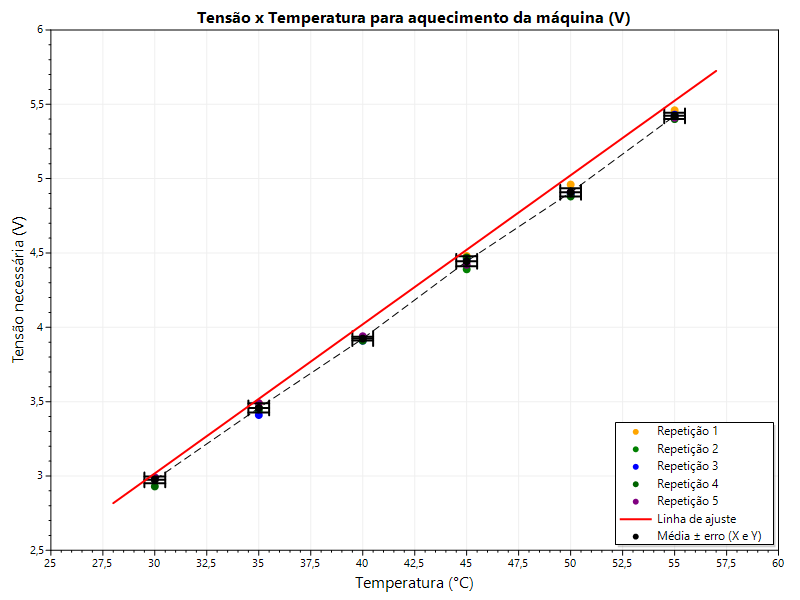 Tensão x Temperatura para aquecimento da máquina (V)
6
5,5
5
4,5
4
3,5
3
2,5
Tensão necessária (V)
25
27,5
30
32,5
35
37,5
40
42,5
45
47,5
50
52,5
55
57,5
60
Temperatura (°C)
Repetição 1
Repetição 2
Repetição 3
Repetição 4
Repetição 5
Linha de ajuste
Média ± erro (X e Y)